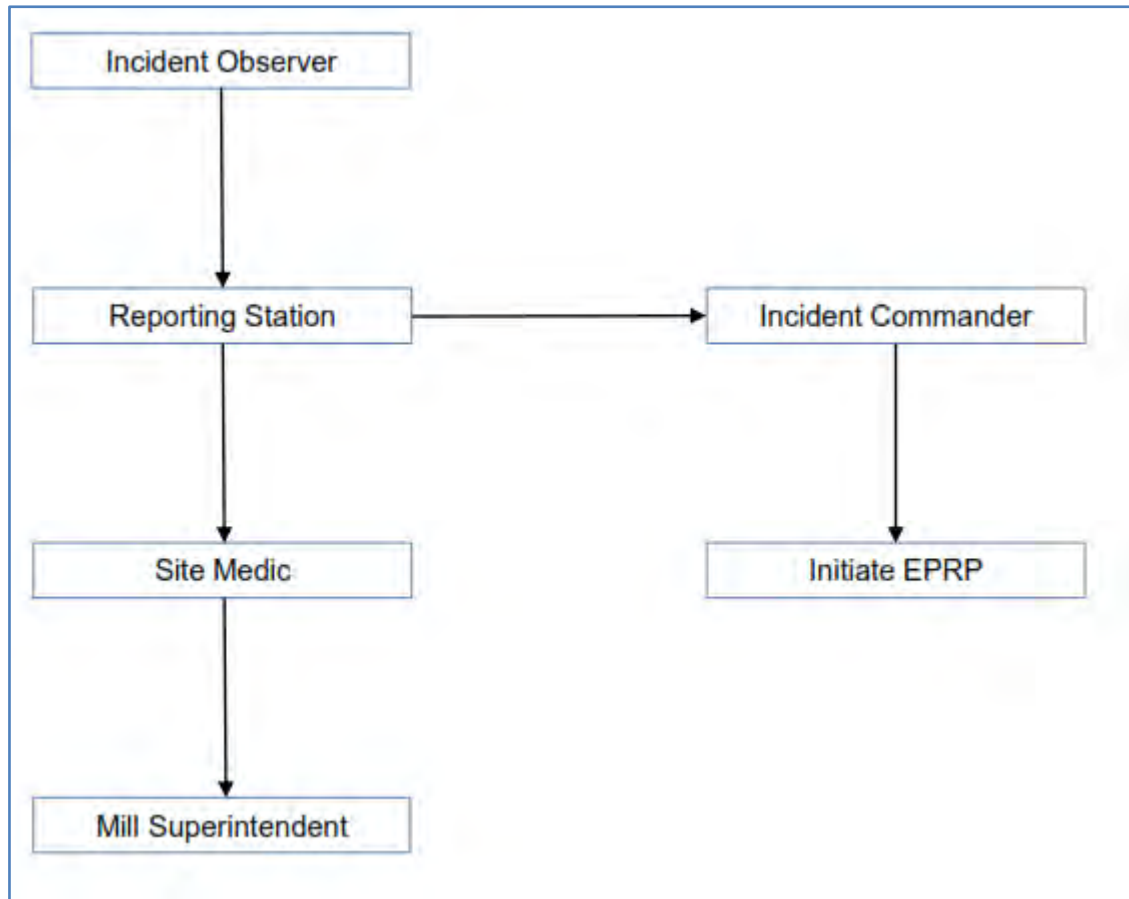 Incident Observer
Reporting Station
Incident Commander
Site Medic
Initiate EPRP
Mill Superintendent